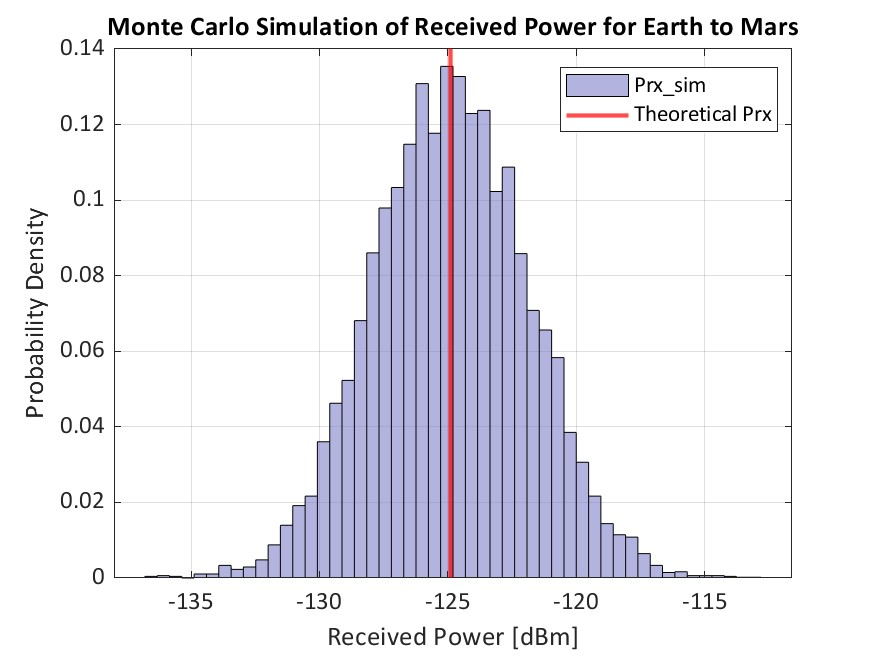 Monte Carlo Simulation of Received Power for Earth to Mars
0.14
0.12
0.1
0.08
0.06
0.04
0.02
0
Probability Density
Prx_sim
Theoretical Prx
-135
-130
-125
-120
-115
Received Power [dBm]